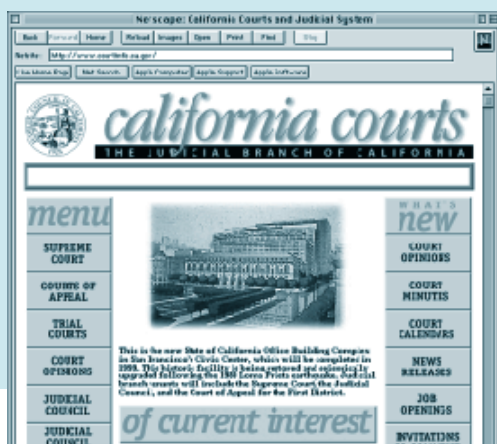 Netscape: California Courts and Judicial System
Back Forward Home Reload Images Open Print Find Stop
Netsite: http://www.courtinfo.ca.gov/
Net Search Apple Computer Apple Support Apple Software
california courts
THE JUDICIAL BRANCH OF CALIFORNIA
menu
SUPREME
COURT
COURTS OF
APPEAL
TRIAL
COURTS
COURT
OPINIONS
JUDICIAL
COUNCIL
JUDICIAL
COUNCIL
This is he new State of California Office Building Complex
in San Francisco's Civic Center, which will be completed in
1998. This historic facility is being restored and seismically
upgraded following the 1989 Loma Prieta earthquake. Judicial
branch tenants will include the Supreme Court, the Judicial
Council, and the Court of Appeal for the First District.
of current interest
WHAT'S
new
COURT
OPINIONS
COURT
MINUTES
COURT
CALENDARS
NEWS
RELEASES
JOB
OPENINGS
INVITATIONS